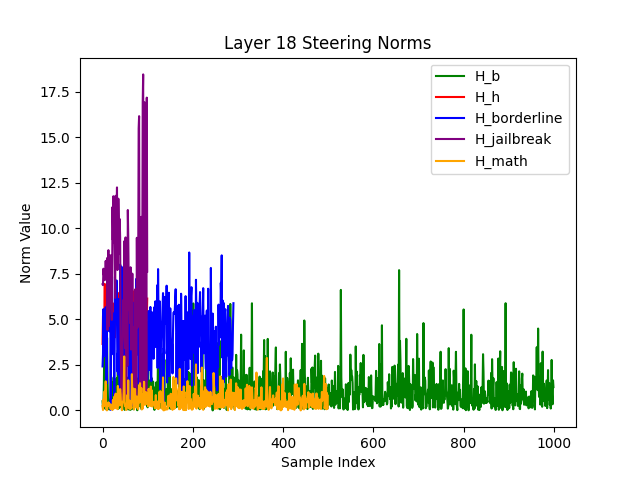 Layer 18 Steering Norms
H_b
H_h
H_borderline
H_jailbreak
H_math
Norm Value
17.5
15.0
12.5
10.0
7.5
5.0
2.5
0.0
0
200
400
600
800
1000
Sample Index